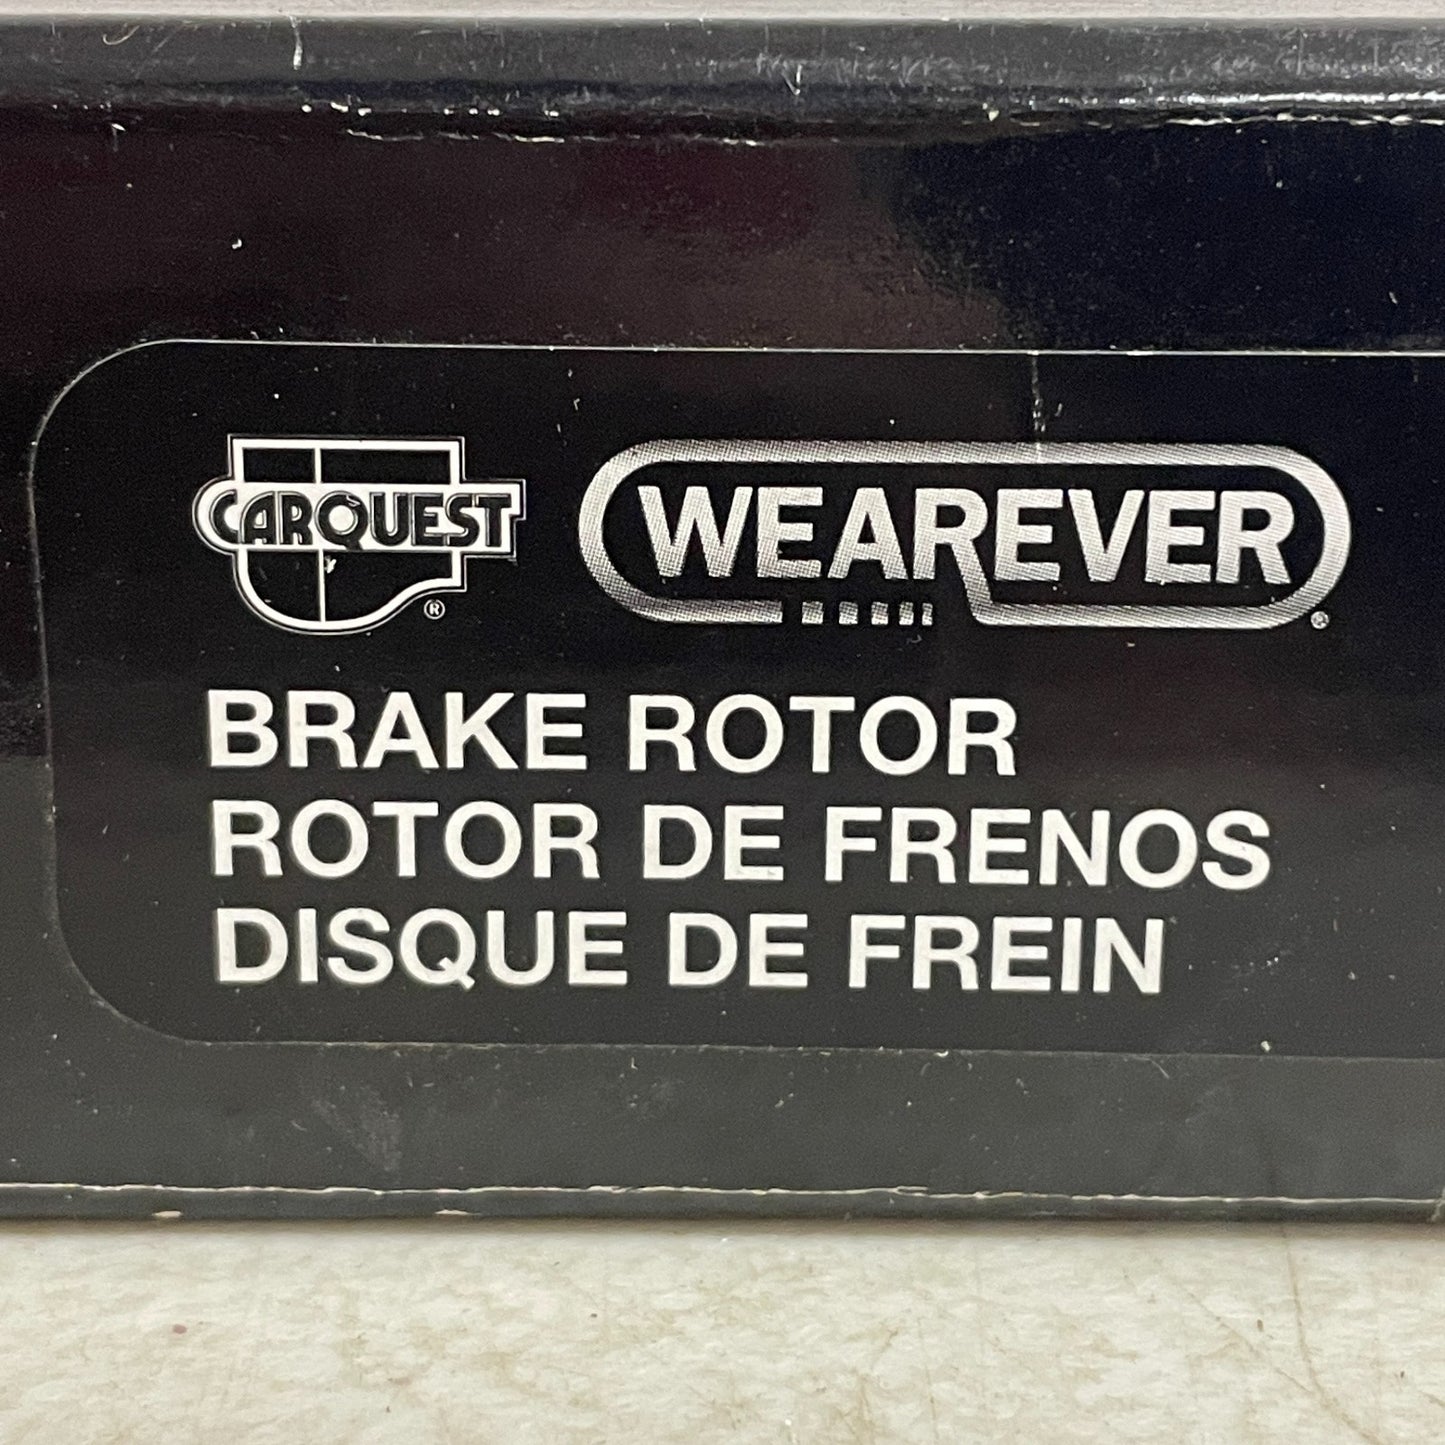 CARQUEST ® WEAREVER ®
BRAKE ROTOR
ROTOR DE FRENOS
DISQUE DE FREIN